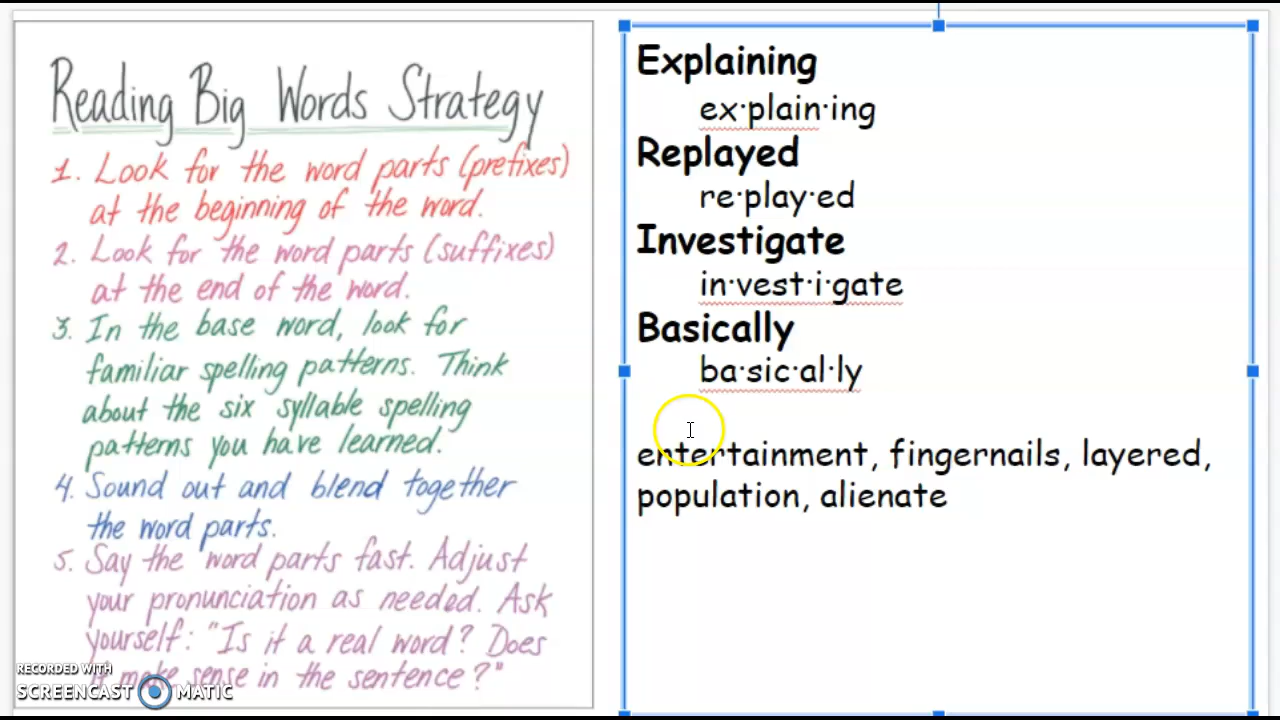 Reading Big Words Strategy
1. Look for the word parts (prefixes)
at the beginning of the word.
2. Look for the word parts (suffixes)
at the end of the word.
3. In the base word, look for
familiar spelling patterns. Think
about the six syllable spelling
patterns you have learned.
4. Sound out and blend together
the word parts.
5. Say the word parts fast. Adjust
your pronunciation as needed. Ask
yourself: "Is it a real word? Does
it make sense in the sentence?"
RECORDED WITH
SCREENCAST MATIC
Explaining
ex·plain·ing
Replayed
re·play·ed
Investigate
in·vest·i·gate
Basically
ba·sic·al·ly
entertainment, fingernails, layered,
population, alienate